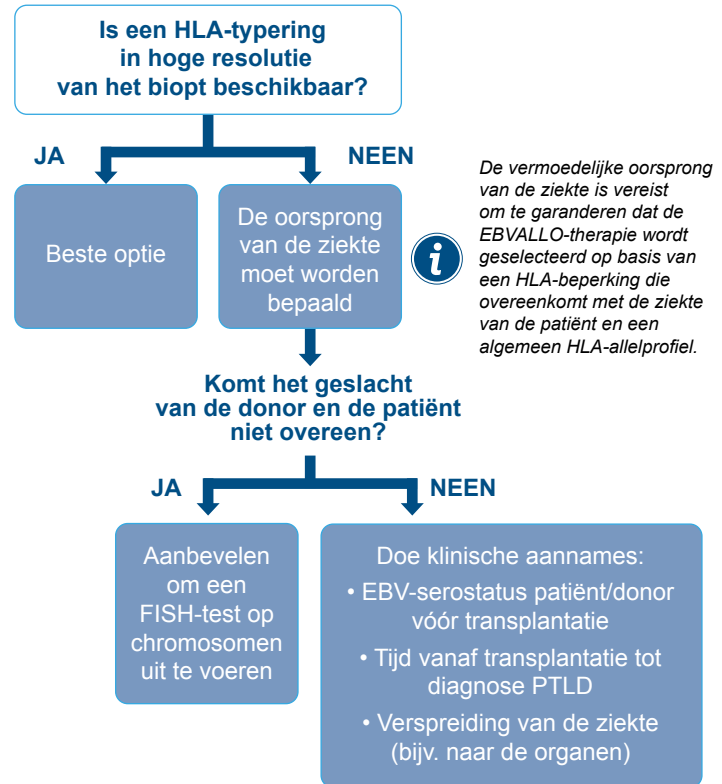 Is een HLA-typering
in hoge resolutie
van het biopt beschikbaar?
JA
NEEN
Beste optie
De oorsprong
van de ziekte
moet worden
bepaald
i
De vermoedelijke oorsprong
van de ziekte is vereist
om te garanderen dat de
EBVALLO-therapie wordt
geselecteerd op basis van
een HLA-beperking die
overeenkomt met de ziekte
van de patiënt en een
algemeen HLA-allelprofiel.
Komt het geslacht
van de donor en de patiënt
niet overeen?
JA
NEEN
Aanbevelen
om een
FISH-test op
chromosomen
uit te voeren
Doe klinische aannames:
• EBV-serostatus patiënt/donor
vóór transplantatie
• Tijd vanaf transplantatie tot
diagnose PTLD
• Verspreiding van de ziekte
(bijv. naar de organen)